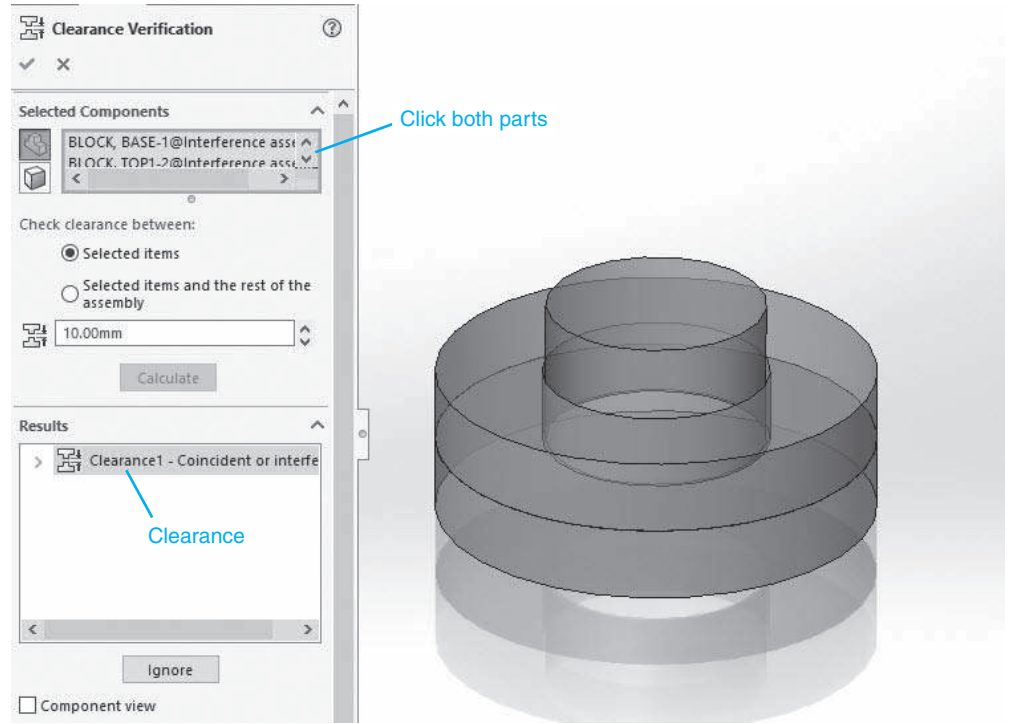 Clearance Verification
Selected Components
BLOCK, BASE-1@Interference asse
BLOCK, TOP1-2@Interference asse
Click both parts
Check clearance between:
Selected items
Selected items and the rest of the
assembly
10.00mm
Calculate
Results
Clearance1 - Coincident or interfe
Clearance
Ignore
Component view